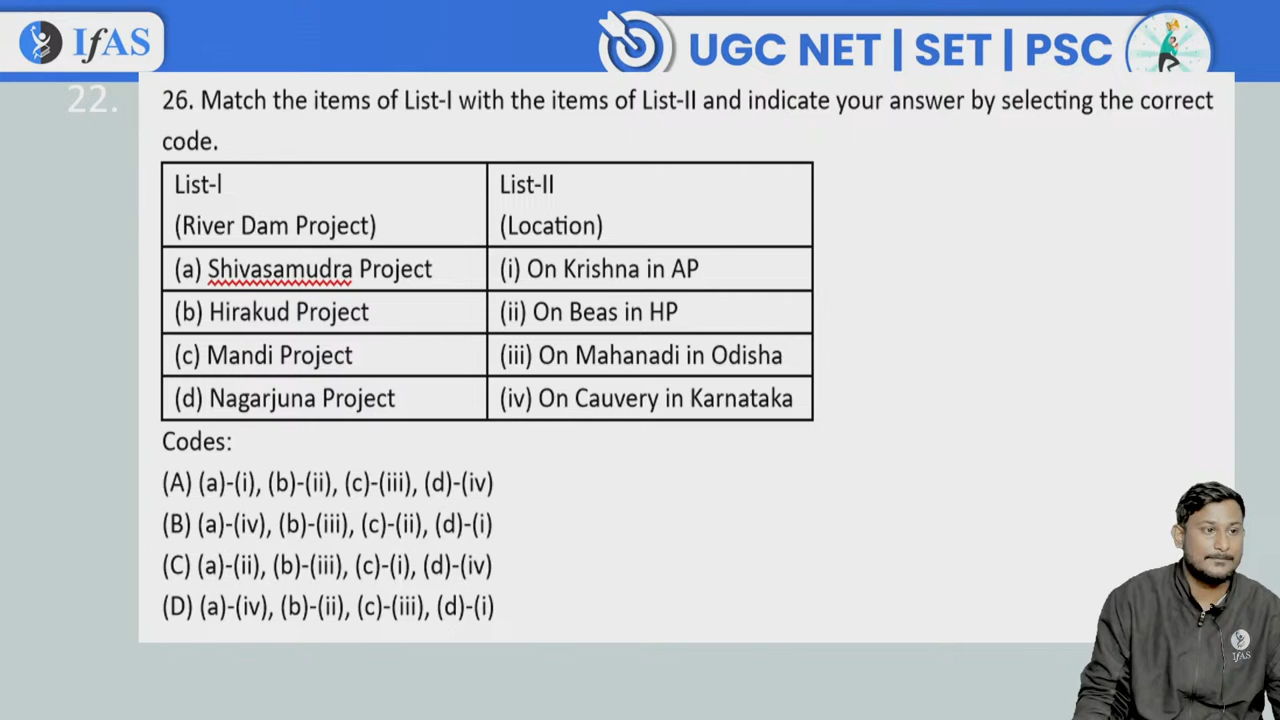 IfAS
UGC NET | SET | PSC
22.
26. Match the items of List-I with the items of List-II and indicate your answer by selecting the correct
code.
List-I
(River Dam Project)
List-II
(Location)
(a) Shivasamudra Project
(i) On Krishna in AP
(b) Hirakud Project
(ii) On Beas in HP
(c) Mandi Project
(iii) On Mahanadi in Odisha
(d) Nagarjuna Project
(iv) On Cauvery in Karnataka
Codes:
(A) (a)-(i), (b)-(ii), (c)-(iii), (d)-(iv)
(B) (a)-(iv), (b)-(iii), (c)-(ii), (d)-(i)
(C) (a)-(ii), (b)-(iii), (c)-(i), (d)-(iv)
(D) (a)-(iv), (b)-(ii), (c)-(iii), (d)-(i)
IfAS